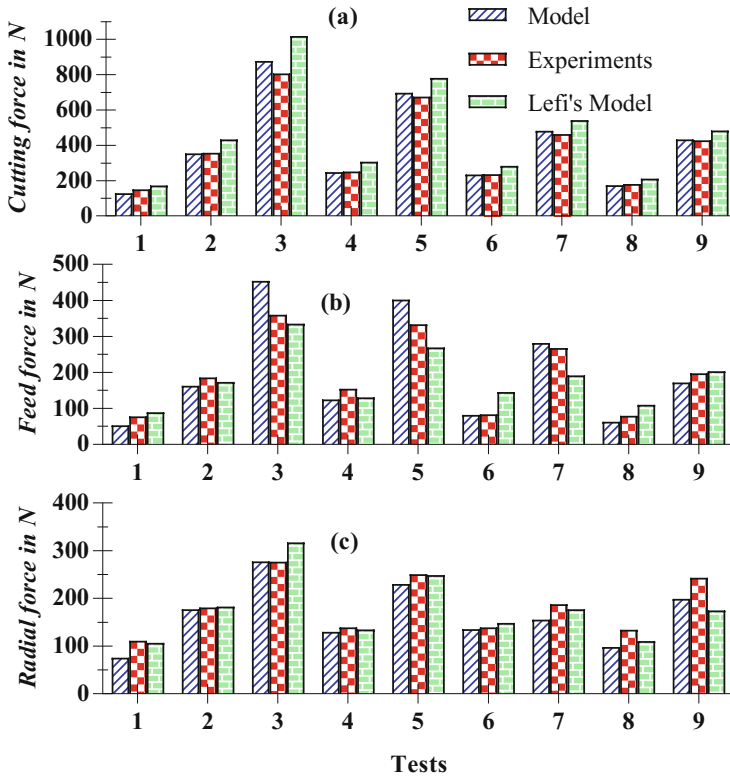 (a)
Model
Experiments
Lefi's Model
Cutting force in N
1000
800
600
400
200
0
1 2 3 4 5 6 7 8 9
(b)
Feed force in N
500
400
300
200
100
0
1 2 3 4 5 6 7 8 9
(c)
Radial force in N
400
300
200
100
0
1 2 3 4 5 6 7 8 9
Tests